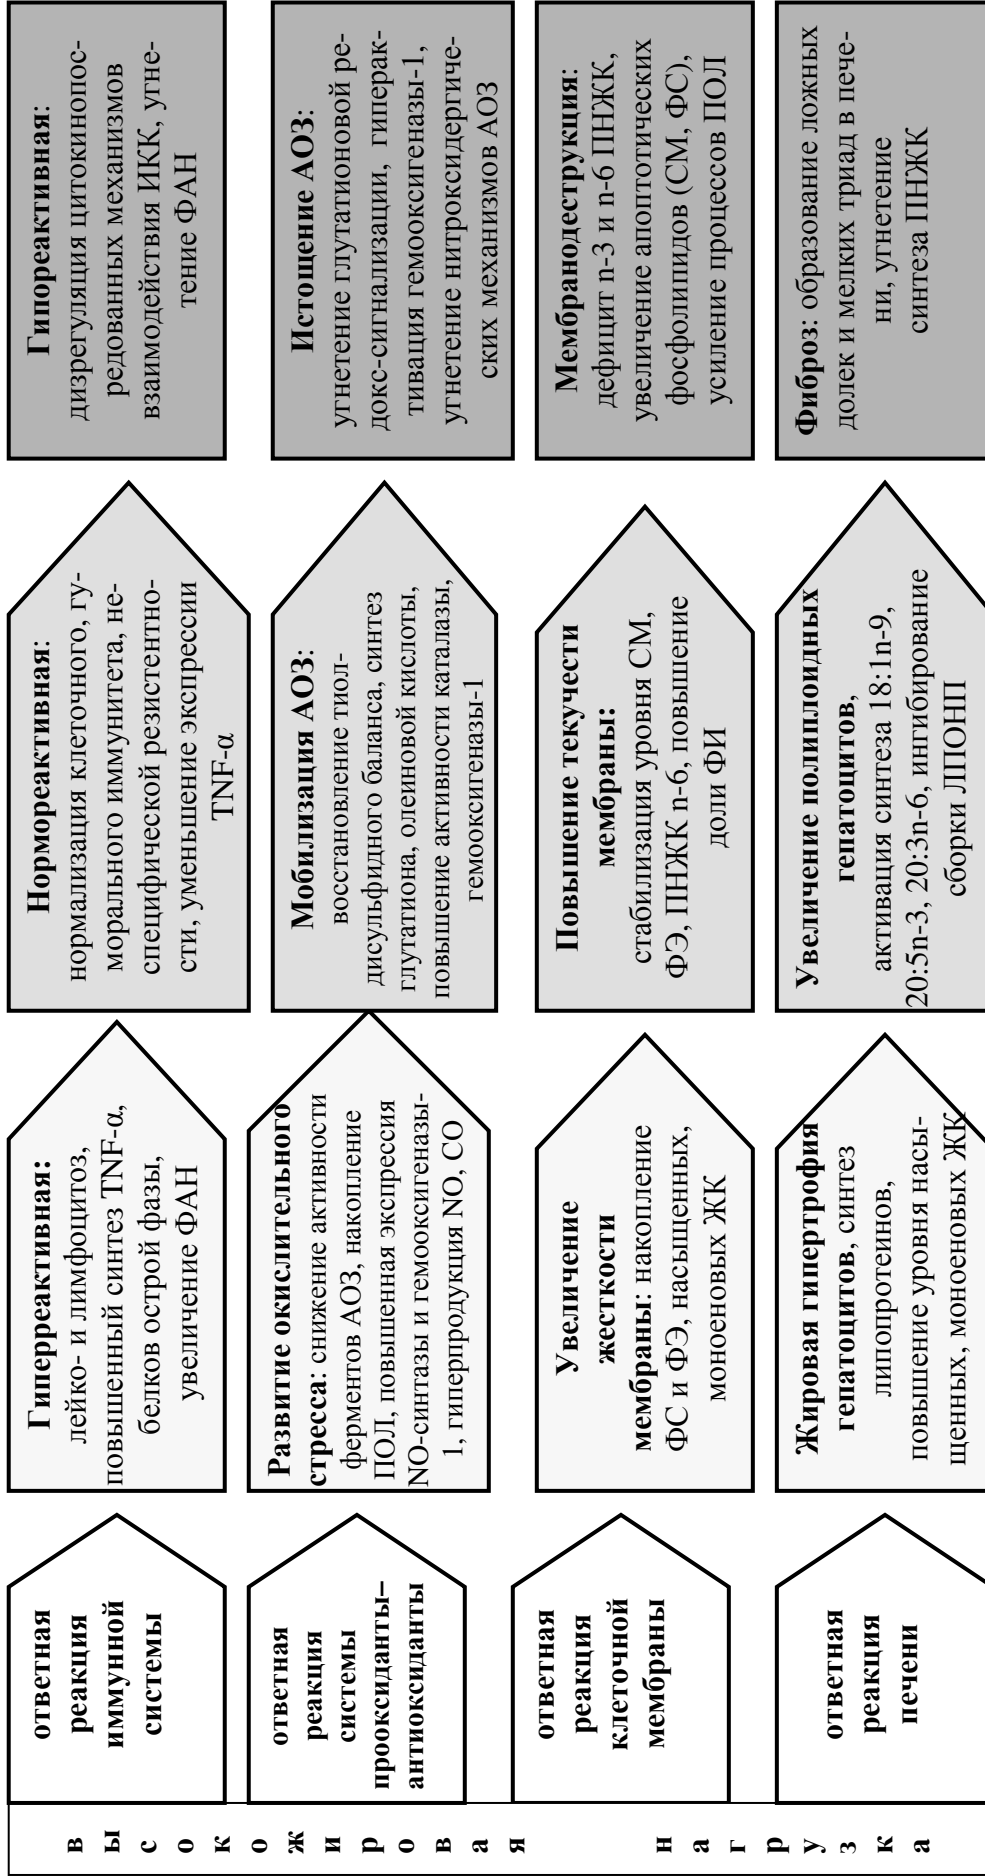 высокожировая нагрузка
ответная
реакция
иммунной
системы
Гиперреактивная:
лейко- и лимфоцитоз,
повышенный синтез TNF-α,
белков острой фазы,
увеличение ФАН
Нормореактивная:
нормализация клеточного, гу-
морального иммунитета, не-
специфической резистентно-
сти, уменьшение экспрессии
TNF-α
Гипореактивная:
дизрегуляция цитокинопос-
редованных механизмов
взаимодействия ИКК, угне-
тение ФАН
ответная
реакция
системы
прооксиданты–
антиоксиданты
Развитие окислительного
стресса: снижение активности
ферментов АОЗ, накопление
ПОЛ, повышенная экспрессия
NO-синтазы и гемооксигеназы-
1, гиперпродукция NO, CO
Мобилизация АОЗ:
восстановление тиол-
дисульфидного баланса, синтез
глутатиона, олеиновой кислоты,
повышение активности каталазы,
гемооксигеназы-1
Истощение АОЗ:
угнетение глутатионовой ре-
докс-сигнализации, гиперак-
тивация гемооксигеназы-1,
угнетение нитроксидергиче-
ских механизмов АОЗ
ответная
реакция
клеточной
мембраны
Увеличение
жесткости
мембраны: накопление
ФС и ФЭ, насыщенных,
моноеновых ЖК
Повышение текучести
мембраны:
стабилизация уровня СМ,
ФЭ, ПНЖК n-6, повышение
доли ФИ
Мембранодеструкция:
дефицит n-3 и n-6 ПНЖК,
увеличение апоптотических
фосфолипидов (СМ, ФС),
усиление процессов ПОЛ
ответная
реакция
печени
Жировая гипертрофия
гепатоцитов, синтез
липопротеинов,
повышение уровня насы-
щенных, моноеновых ЖК
Увеличение полиплоидных
гепатоцитов,
активация синтеза 18:1n-9,
20:5n-3, 20:3n-6, ингибирование
сборки ЛПОНП
Фиброз: образование ложных
долек и мелких триад в пече-
ни, угнетение
синтеза ПНЖК